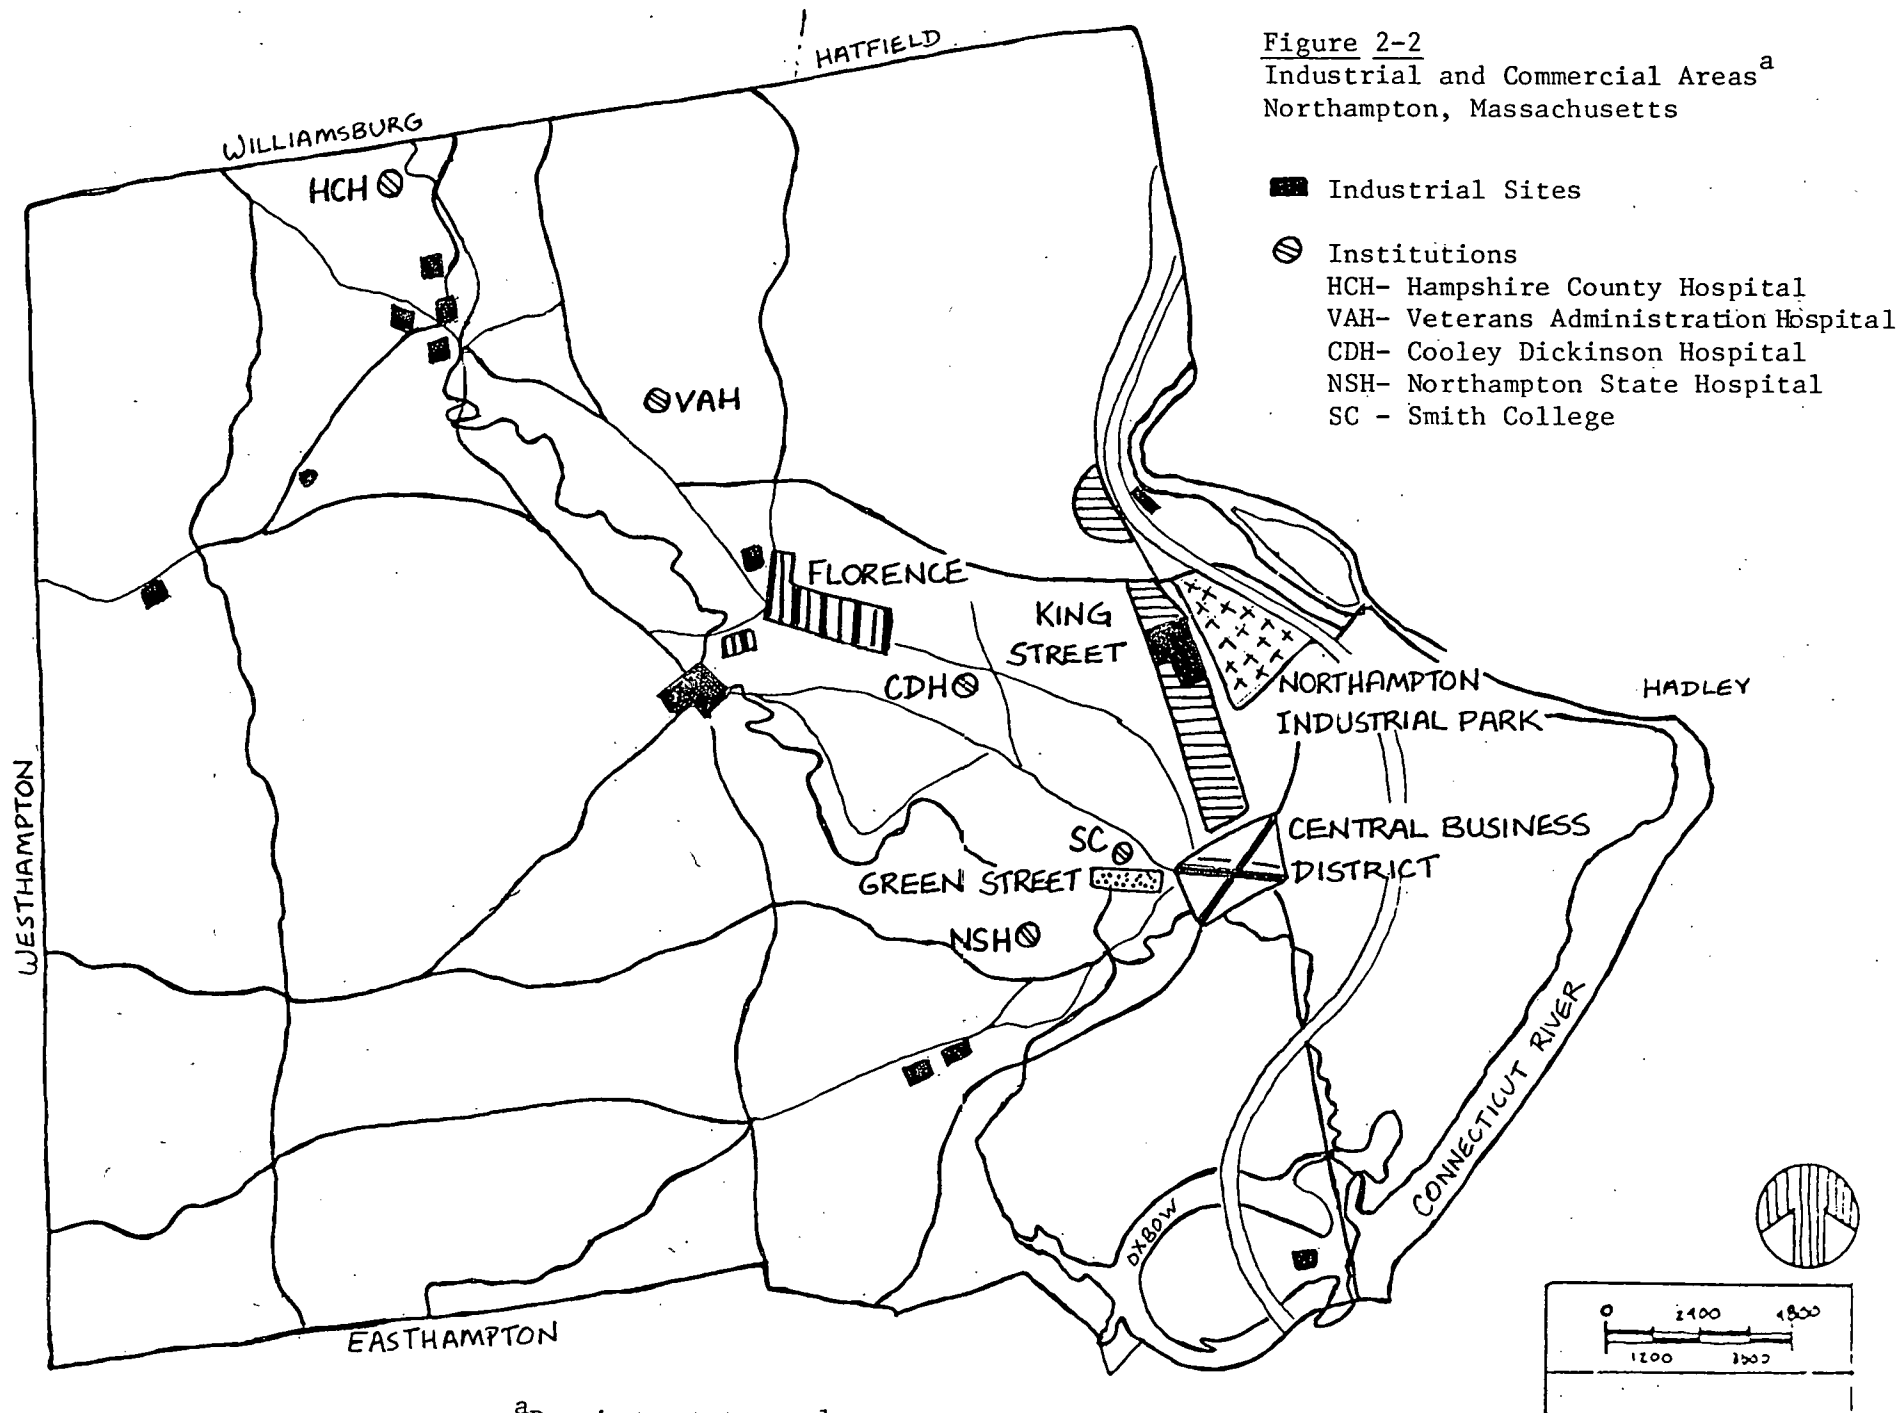 Figure 2-2
Industrial and Commercial Areas^a
Northampton, Massachusetts
Industrial Sites
Institutions
HCH- Hampshire County Hospital
VAH- Veterans Administration Hospital
CDH- Cooley Dickinson Hospital
NSH- Northampton State Hospital
SC - Smith College
HATFIELD
WILLIAMSBURG
HCH
VAH
FLORENCE
KING
STREET
CDH
NORTHAMPTON
INDUSTRIAL PARK
HADLEY
WESTHAMPTON
SC
CENTRAL BUSINESS
DISTRICT
GREEN STREET
NSH
CONNECTICUT RIVER
OXBOW
EASTHAMPTON
0 2400 4800
1200
a